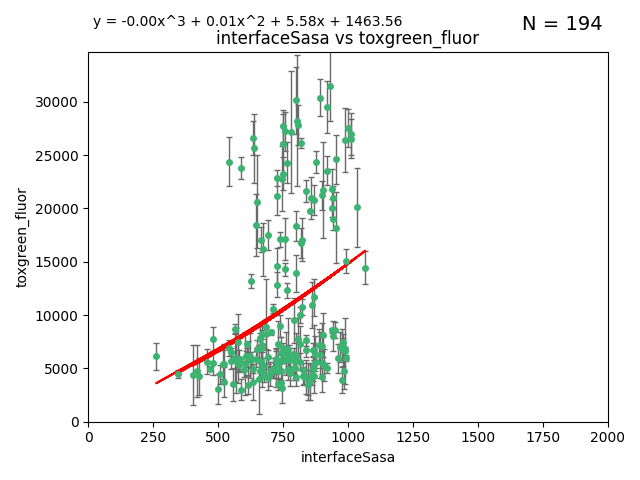 y = -0.00x^3 + 0.01x^2 + 5.58x + 1463.56
N = 194
interfaceSasa vs toxgreen_fluor
30000
25000
20000
15000
10000
5000
0
toxgreen_fluor
0 250 500 750 1000 1250 1500 1750 2000
interfaceSasa